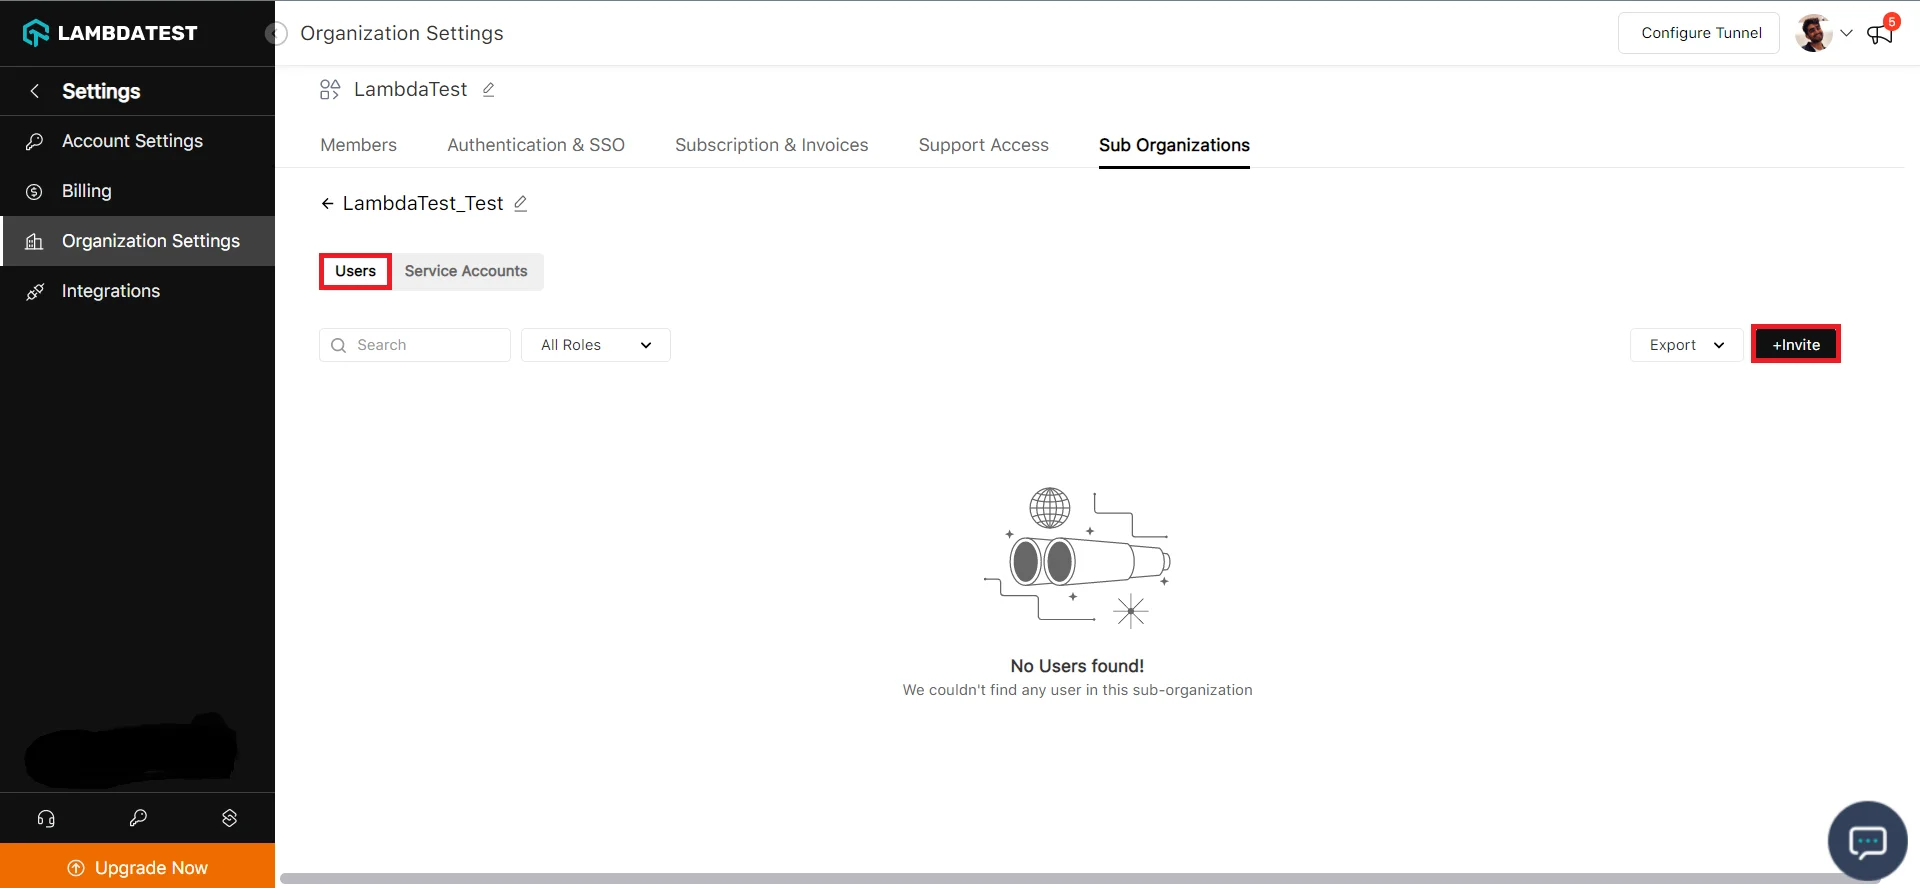 LAMBDATEST
Organization Settings
Configure Tunnel
5
Settings
Account Settings
Billing
Organization Settings
Integrations
Upgrade Now
LambdaTest
Members
Authentication & SSO
Subscription & Invoices
Support Access
Sub Organizations
LambdaTest_Test
Users
Service Accounts
Search
All Roles
Export
+Invite
No Users found!
We couldn't find any user in this sub-organization